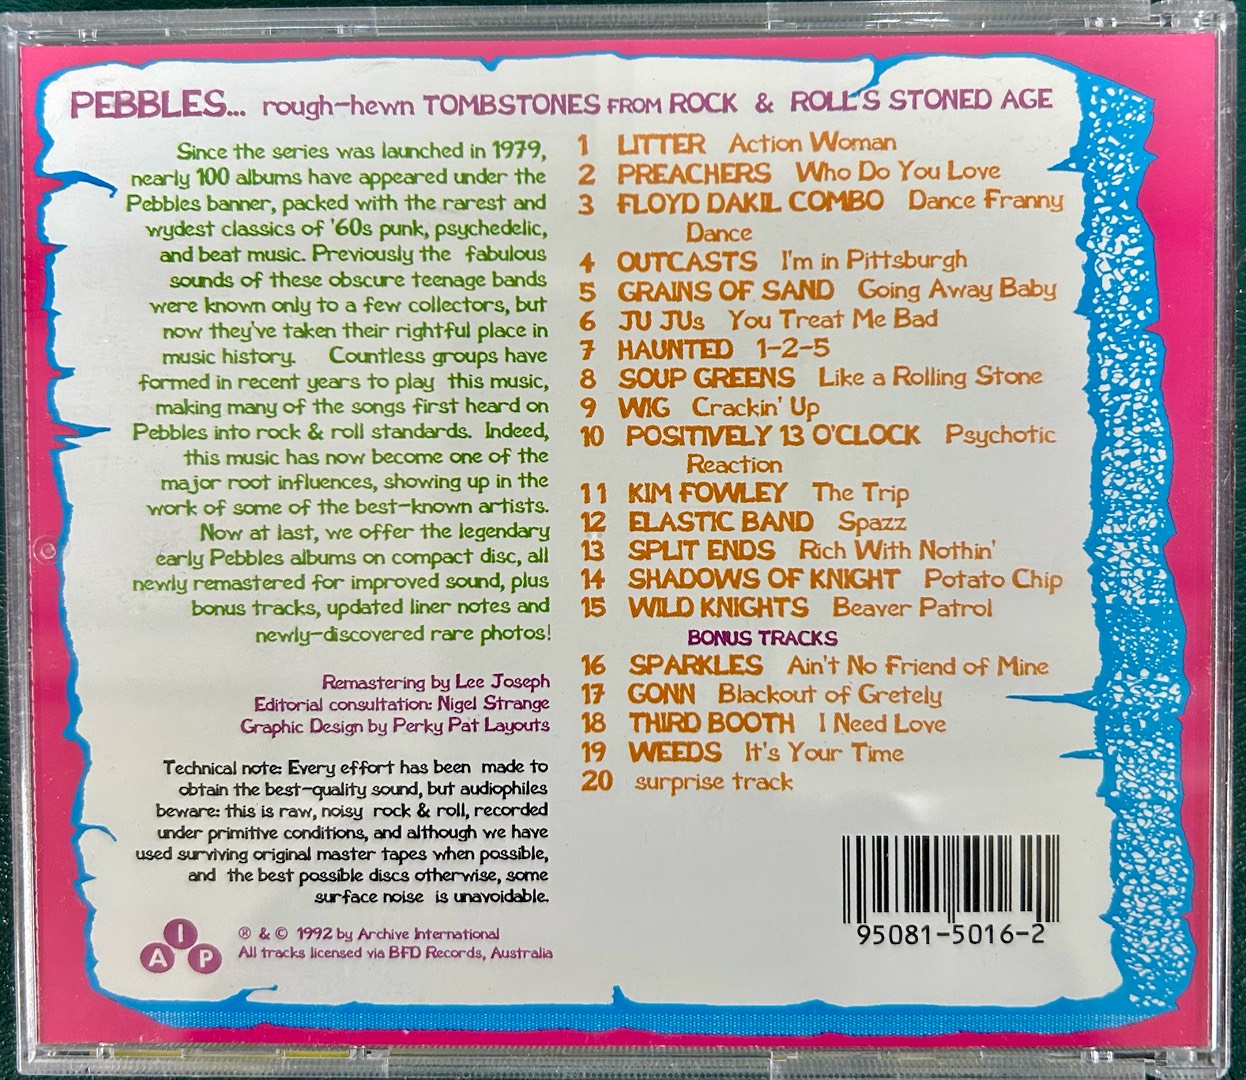 PEBBLES... rough-hewn TOMBSTONES FROM ROCK & ROLL'S STONED AGE
Since the series was launched in 1979,
nearly 100 albums have appeared under the
Pebbles banner, packed with the rarest and
wydest classics of '60s punk, psychedelic,
and beat music. Previously the fabulous
sounds of these obscure teenage bands
were known only to a few collectors, but
now they've taken their rightful place in
music history. Countless groups have
formed in recent years to play this music,
making many of the songs first heard on
Pebbles into rock & roll standards. Indeed,
this music has now become one of the
major root influences, showing up in the
work of some of the best-known artists.
Now at last, we offer the legendary
early Pebbles albums on compact disc, all
newly remastered for improved sound, plus
bonus tracks, updated liner notes and
newly-discovered rare photos!
Remastering by Lee Joseph
Editorial consultation: Nigel Strange
Graphic Design by Perky Pat Layouts
Technical note: Every effort has been made to
obtain the best-quality sound, but audiophiles
beware: this is raw, noisy rock & roll, recorded
under primitive conditions, and although we have
used surviving original master tapes when possible,
and the best possible discs otherwise, some
surface noise is unavoidable.
A I P
® & © 1992 by Archive International
All tracks licensed via BFD Records, Australia
1 LITTER Action Woman
2 PREACHERS Who Do You Love
3 FLOYD DAKIL COMBO Dance Franny
Dance
4 OUTCASTS I'm in Pittsburgh
5 GRAINS OF SAND Going Away Baby
6 JU JUs You Treat Me Bad
7 HAUNTED 1-2-5
8 SOUP GREENS Like a Rolling Stone
9 WIG Crackin' Up
10 POSITIVELY 13 O'CLOCK Psychotic
Reaction
11 KIM FOWLEY The Trip
12 ELASTIC BAND Spazz
13 SPLIT ENDS Rich With Nothin'
14 SHADOWS OF KNIGHT Potato Chip
15 WILD KNIGHTS Beaver Patrol
BONUS TRACKS
16 SPARKLES Ain't No Friend of Mine
17 GONN Blackout of Gretely
18 THIRD BOOTH I Need Love
19 WEEDS It's Your Time
20 surprise track
95081-5016-2